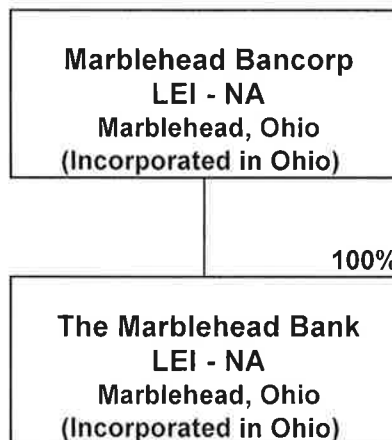 Marblehead Bancorp
LEI - NA
Marblehead, Ohio
(Incorporated in Ohio)
100%
The Marblehead Bank
LEI - NA
Marblehead, Ohio
(Incorporated in Ohio)